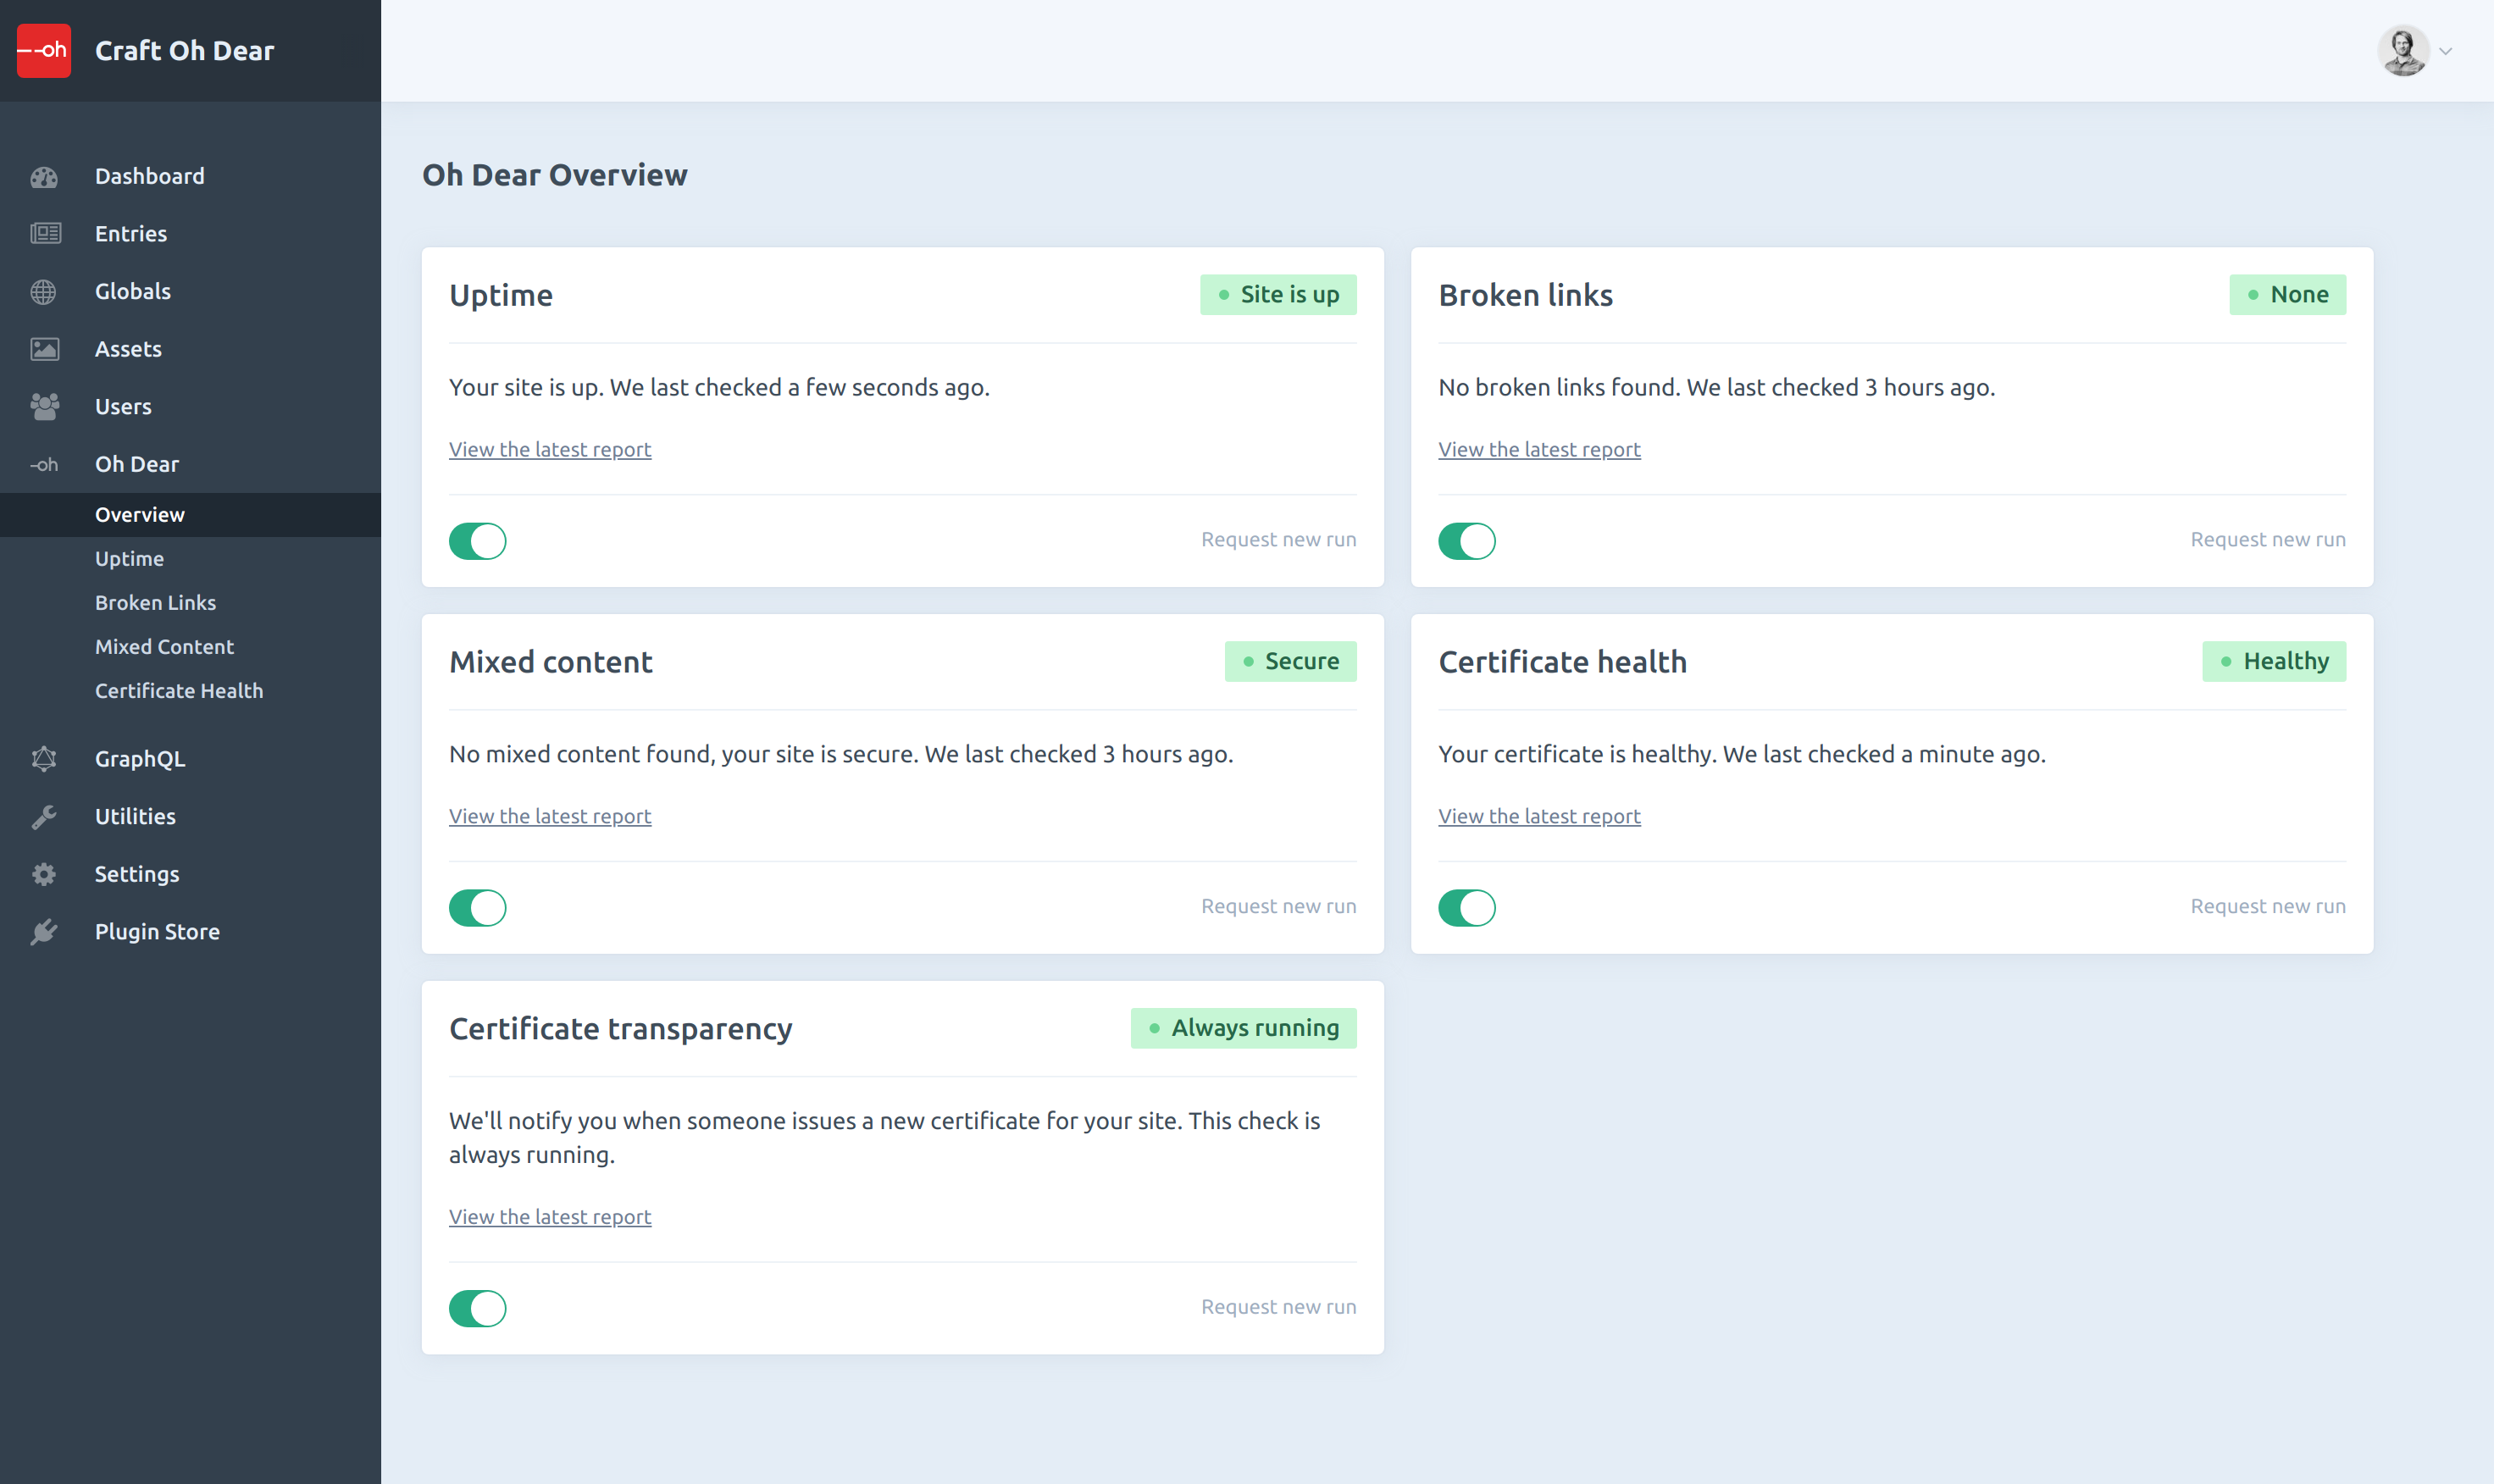 oh
Craft Oh Dear
Dashboard
Entries
Globals
Assets
Users
-oh
Oh Dear
Overview
Uptime
Broken Links
Mixed Content
Certificate Health
GraphQL
Utilities
Settings
Plugin Store
Oh Dear Overview
Uptime
Site is up
Your site is up. We last checked a few seconds ago.
View the latest report
Request new run
Broken links
None
No broken links found. We last checked 3 hours ago.
View the latest report
Request new run
Mixed content
Secure
No mixed content found, your site is secure. We last checked 3 hours ago.
View the latest report
Request new run
Certificate health
Healthy
Your certificate is healthy. We last checked a minute ago.
View the latest report
Request new run
Certificate transparency
Always running
We'll notify you when someone issues a new certificate for your site. This check is
always running.
View the latest report
Request new run